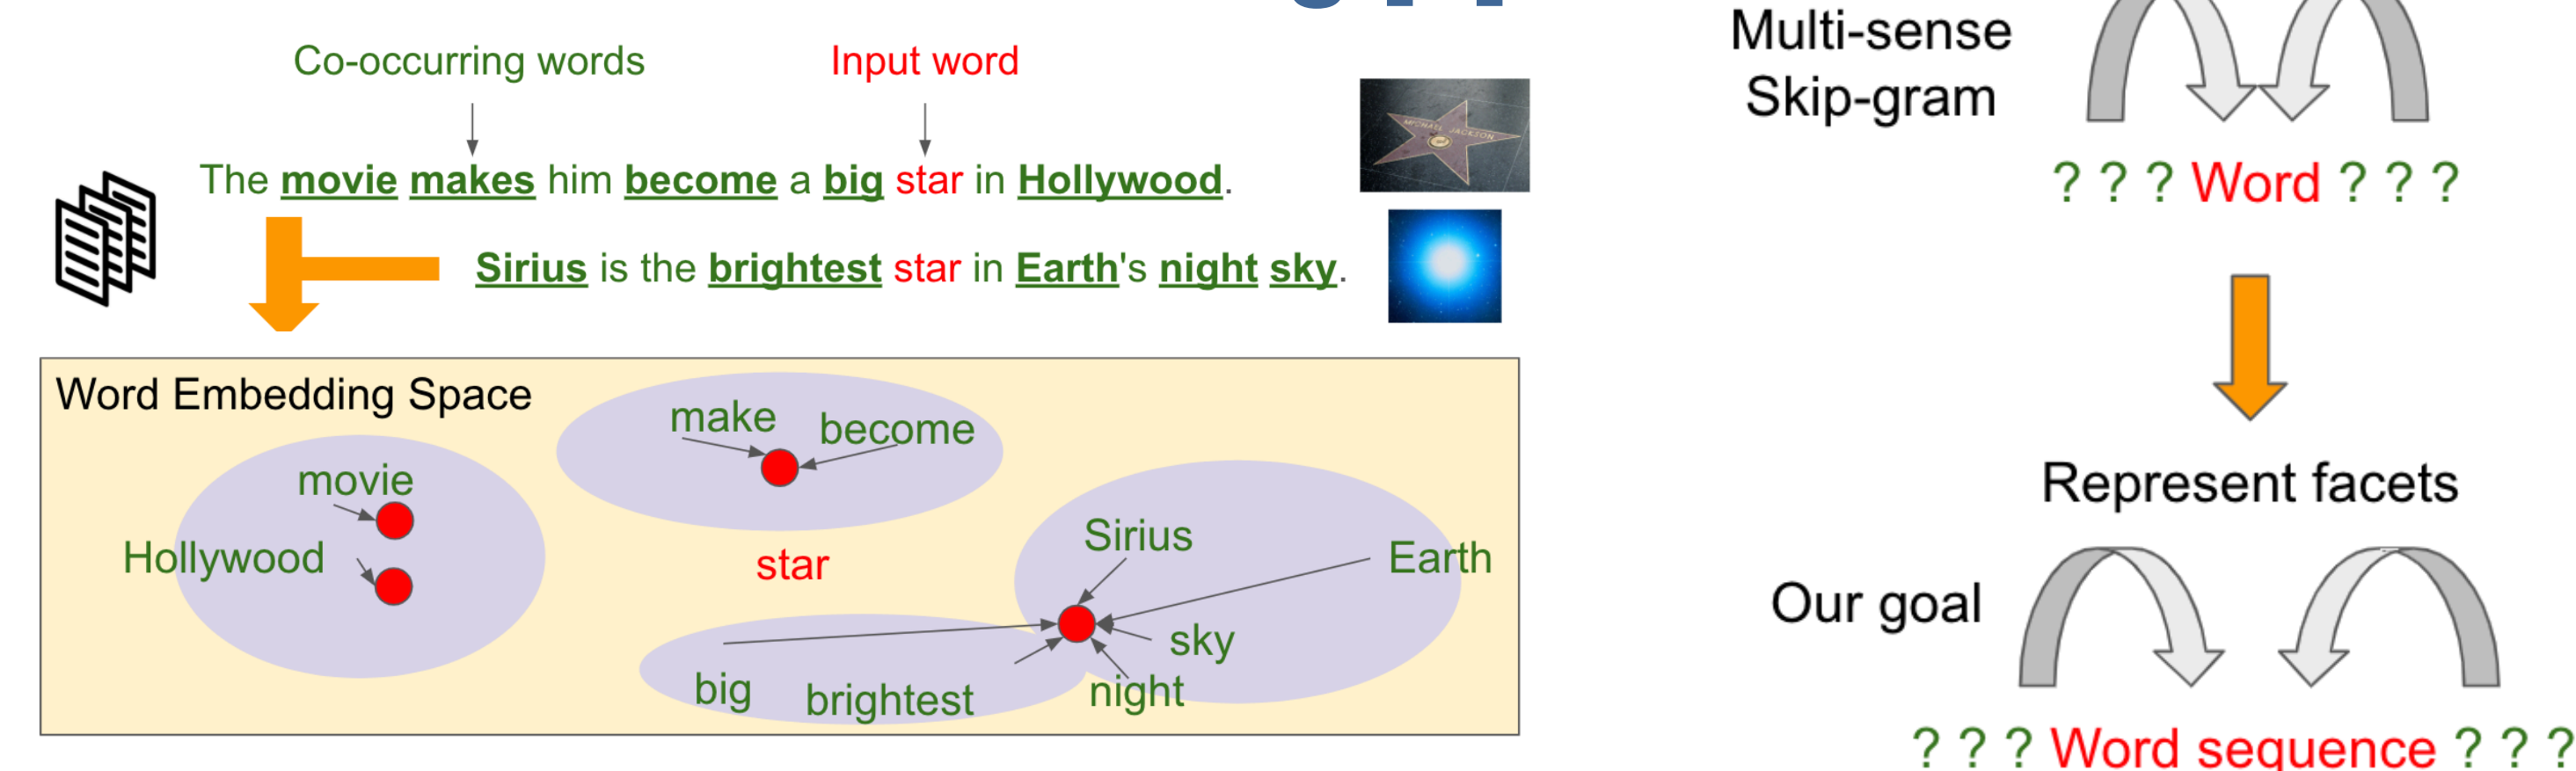 Co-occurring words
Input word
The movie makes him become a big star in Hollywood.
MICHAEL JACKSON
Sirius is the brightest star in Earth's night sky.
Word Embedding Space
make
become
movie
Hollywood
star
Sirius
Earth
sky
night
big
brightest
Multi-sense
Skip-gram
? ? ? Word ? ? ?
Represent facets
Our goal
? ? ? Word sequence ? ? ?